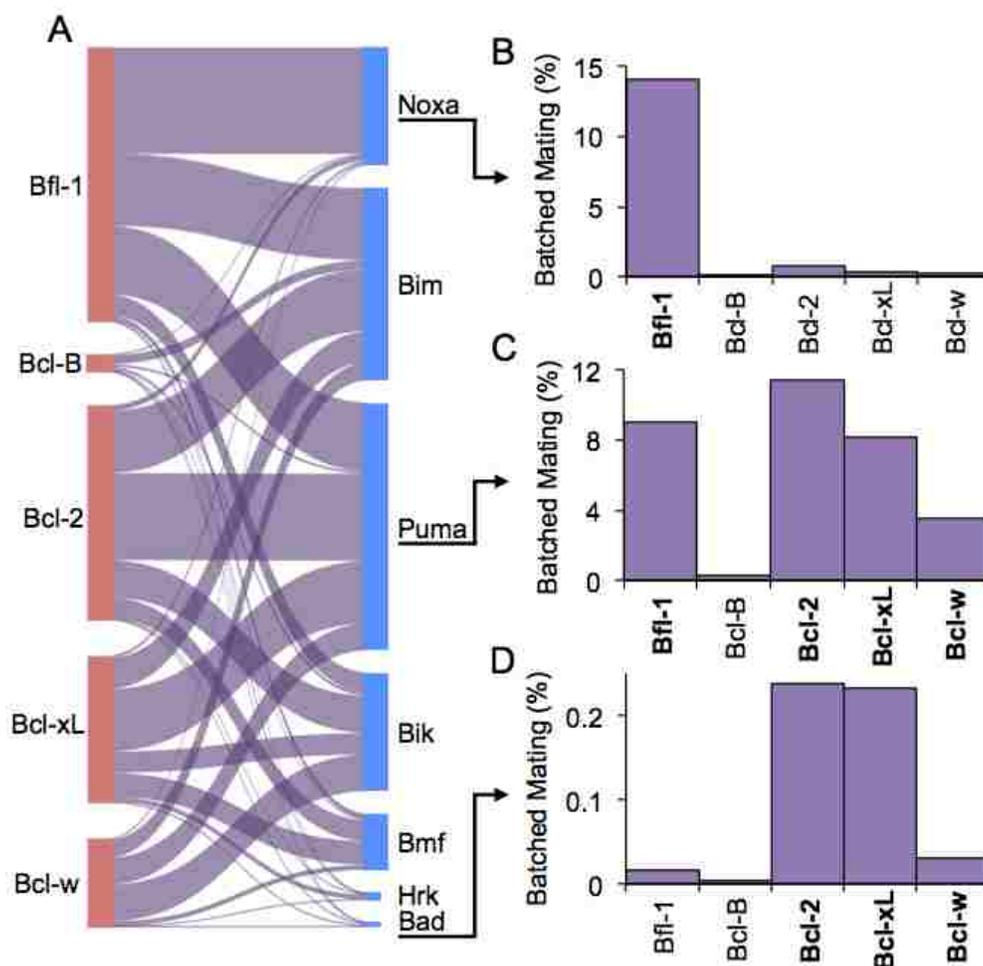 A
Bfl-1
Bcl-B
Bcl-2
Bcl-xL
Bcl-w
Noxa
Bim
Puma
Bik
Bmf
Hrk
Bad
B
Batched Mating (%)
15
10
5
0
Bfl-1
Bcl-B
Bcl-2
Bcl-xL
Bcl-w
C
Batched Mating (%)
12
8
4
0
Bfl-1
Bcl-B
Bcl-2
Bcl-xL
Bcl-w
D
Batched Mating (%)
0.2
0.1
0
Bfl-1
Bcl-B
Bcl-2
Bcl-xL
Bcl-w